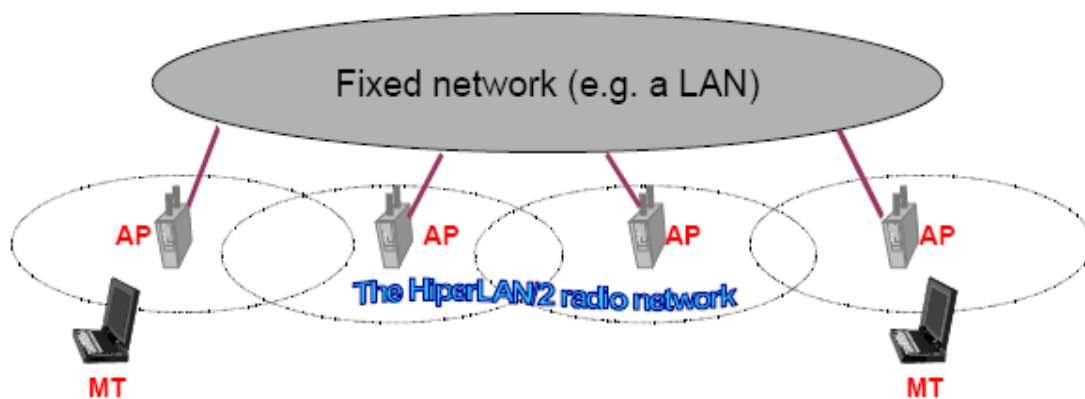 Fixed network (e.g. a LAN)
AP
AP
AP
AP
The HiperLAN/2 radio network
MT
MT